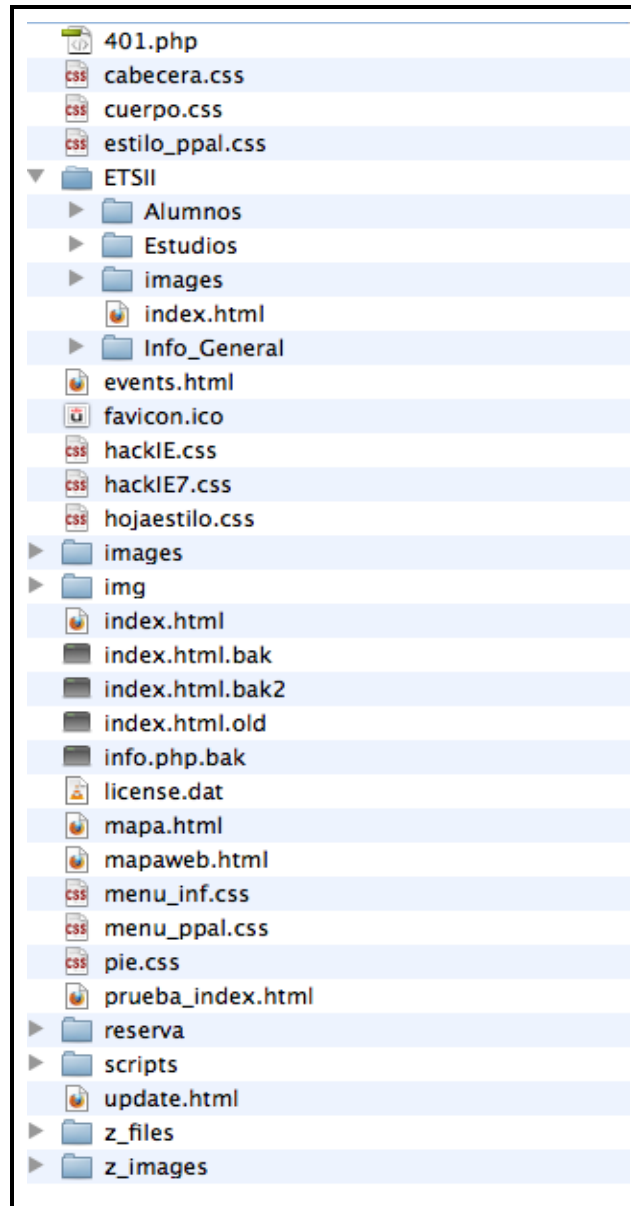 401.php
cabecera.css
cuerpo.css
estilo_ppal.css
ETSII
Alumnos
Estudios
images
index.html
Info_General
events.html
favicon.ico
hackIE.css
hackIE7.css
hojaestilo.css
images
img
index.html
index.html.bak
index.html.bak2
index.html.old
info.php.bak
license.dat
mapa.html
mapaweb.html
menu_inf.css
menu_ppal.css
pie.css
prueba_index.html
reserva
scripts
update.html
z_files
z_images